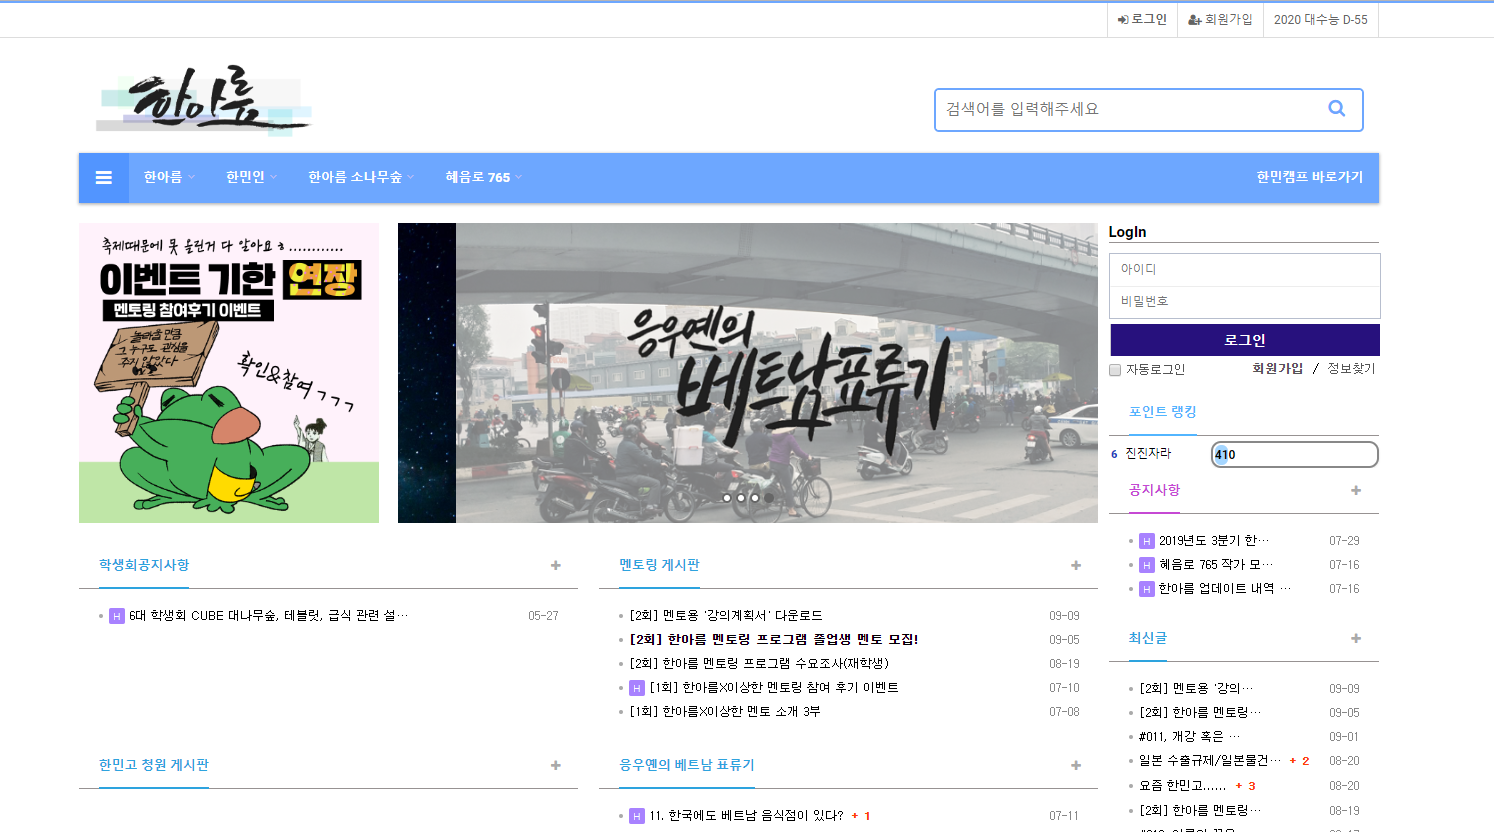 로그인
회원가입
2020 대수능 D-55
한아름
검색어를 입력해주세요
한아름
한민인
한아름 소나무숲
혜음로 765
한민캠프 바로가기
축제때문에 못 올린거 다 알아요 ㅎ............
이벤트 기한 연장
멘토링 참여후기 이벤트
놀라울 만큼
그 누구도 관심을
주지 않았다
확인&참여 ㄱㄱㄱ
응우옌의
베트남표류기
LogIn
아이디
비밀번호
로그인
자동로그인
회원가입 / 정보찾기
포인트 랭킹
6 진진자라 410
공지사항 +
H 2019년도 3분기 한… 07-29
H 혜음로 765 작가 모… 07-16
H 한아름 업데이트 내역 … 07-16
학생회공지사항 +
H 6대 학생회 CUBE 대나무숲, 테블릿, 급식 관련 설… 05-27
멘토링 게시판 +
[2회] 멘토용 '강의계획서' 다운로드 09-09
[2회] 한아름 멘토링 프로그램 졸업생 멘토 모집! 09-05
[2회] 한아름 멘토링 프로그램 수요조사(재학생) 08-19
H [1회] 한아름X이상한 멘토링 참여 후기 이벤트 07-10
[1회] 한아름X이상한 멘토 소개 3부 07-08
최신글 +
[2회] 멘토용 '강의… 09-09
[2회] 한아름 멘토링… 09-05
#011, 개강 혹은 … 09-01
일본 수출규제/일본물건… + 2 08-20
요즘 한민고...... + 3 08-20
[2회] 한아름 멘토링… 08-19
한민고 청원 게시판 +
응우옌의 베트남 표류기 +
H 11. 한국에도 베트남 음식점이 있다? + 1 07-11